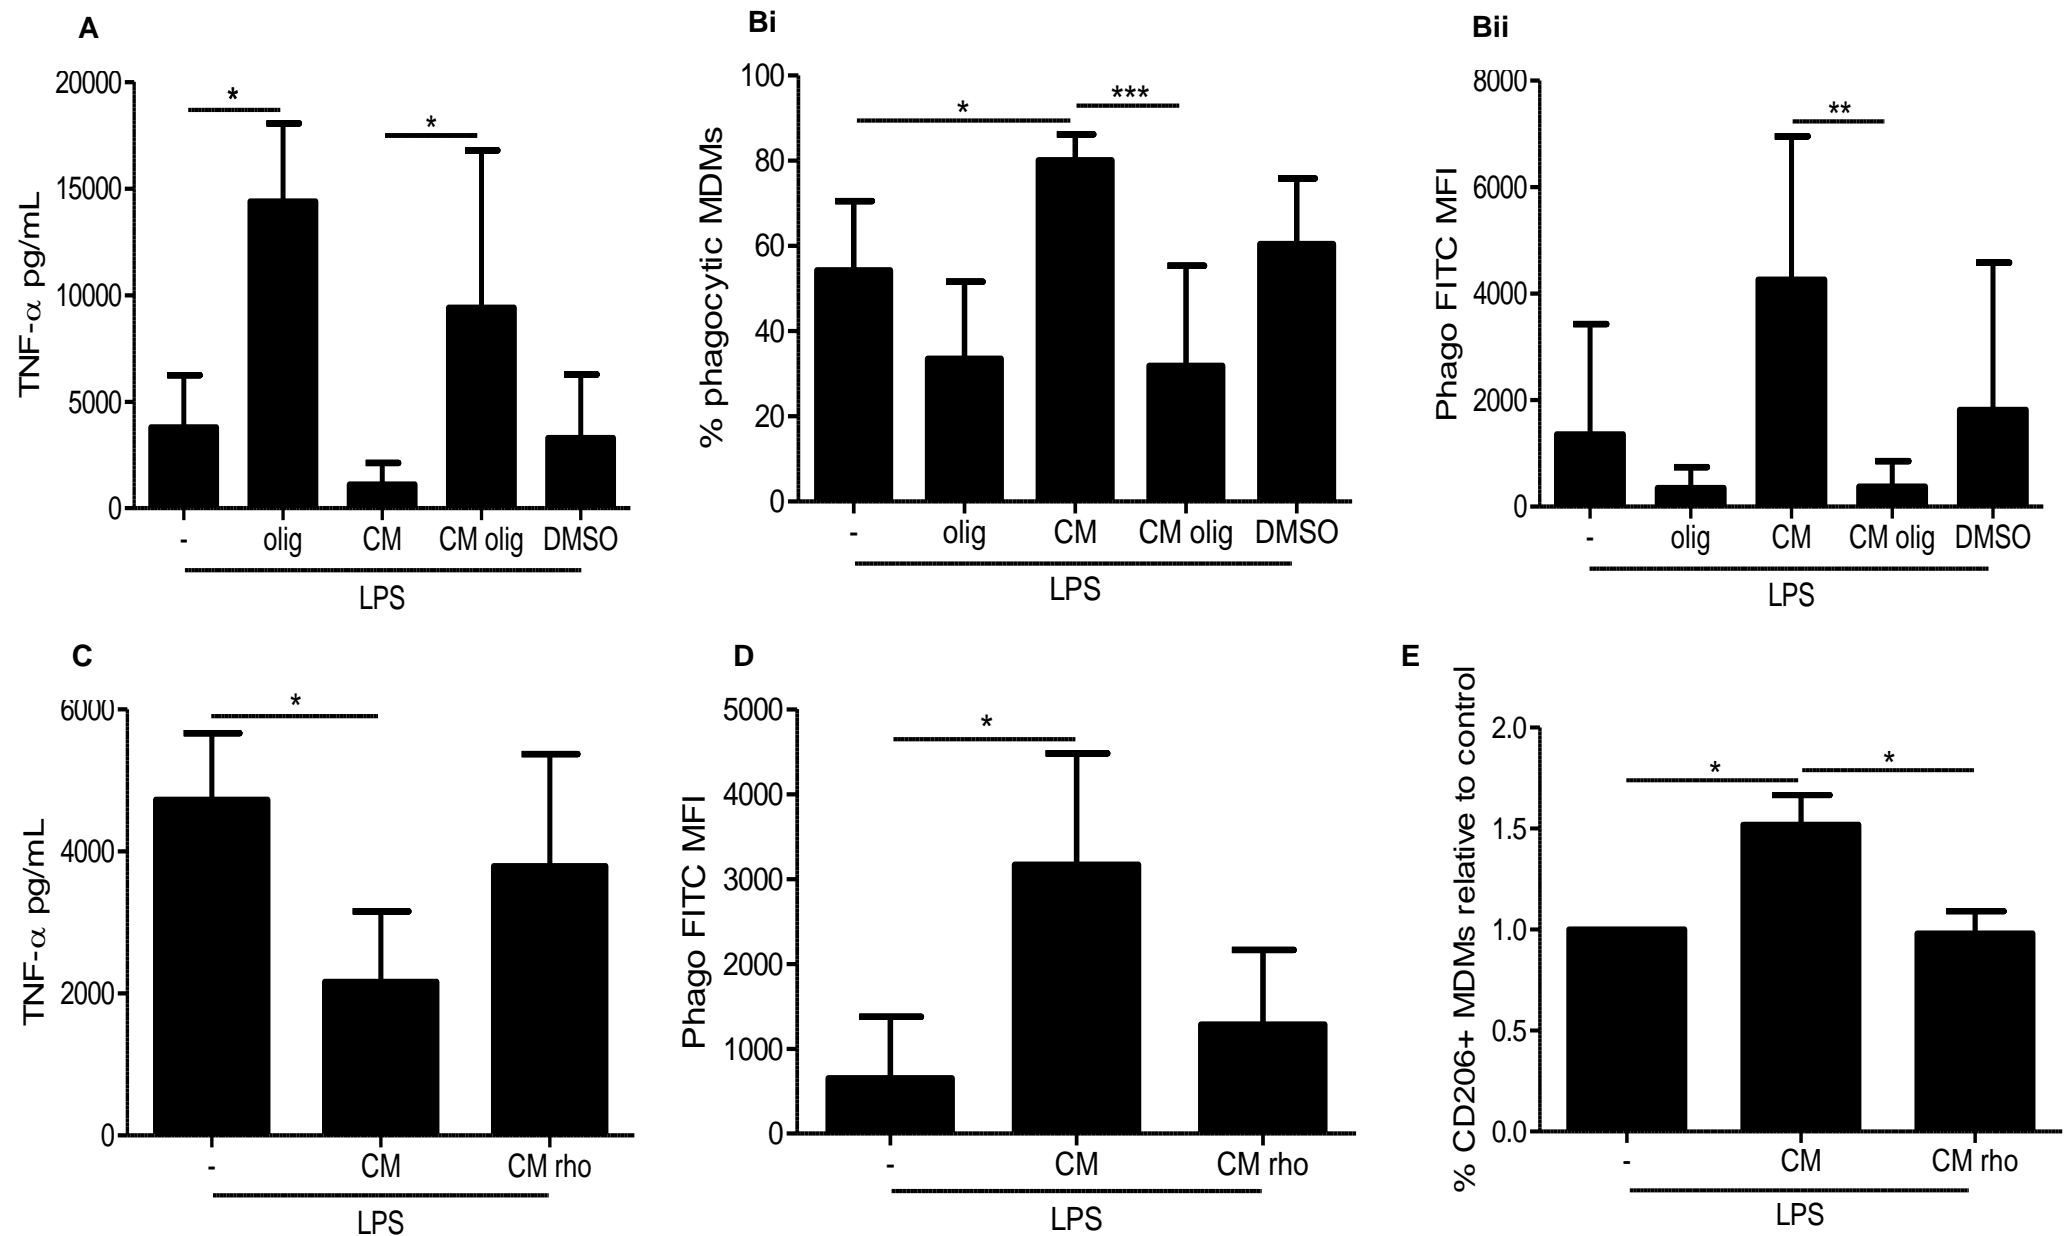 A
TNF-α pg/mL
20000
15000
10000
5000
0
*
*
- olig CM CM olig DMSO
LPS
Bi
% phagocytic MDMs
100
80
60
40
20
0
*
***
- olig CM CM olig DMSO
LPS
Bii
Phago FITC MFI
8000
6000
4000
2000
0
**
- olig CM CM olig DMSO
LPS
C
TNF-α pg/mL
6000
4000
2000
0
*
- CM CM rho
LPS
D
Phago FITC MFI
5000
4000
3000
2000
1000
0
*
- CM CM rho
LPS
E
% CD206+ MDMs relative to control
2.0
1.5
1.0
0.5
0.0
*
*
- CM CM rho
LPS